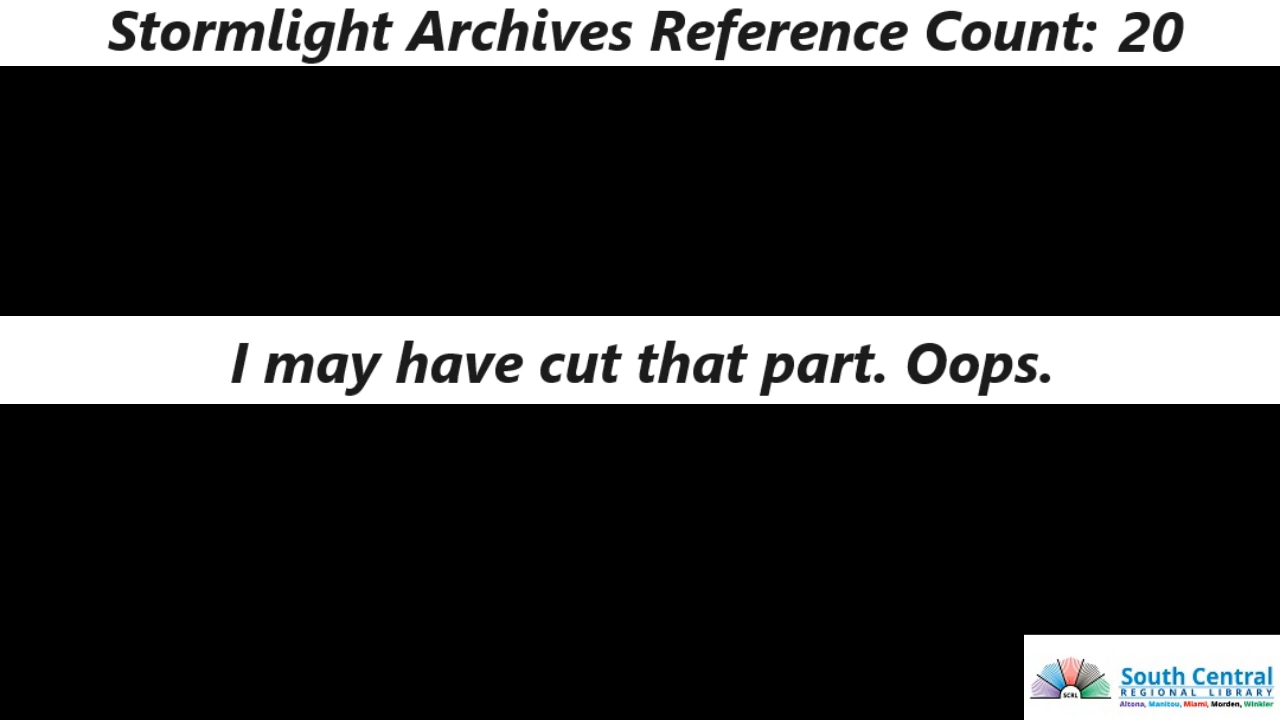 Stormlight Archives Reference Count: 20
I may have cut that part. Oops.
SCRL
South Central
REGIONAL LIBRARY
Altona, Manitou, Miami, Morden, Winkler